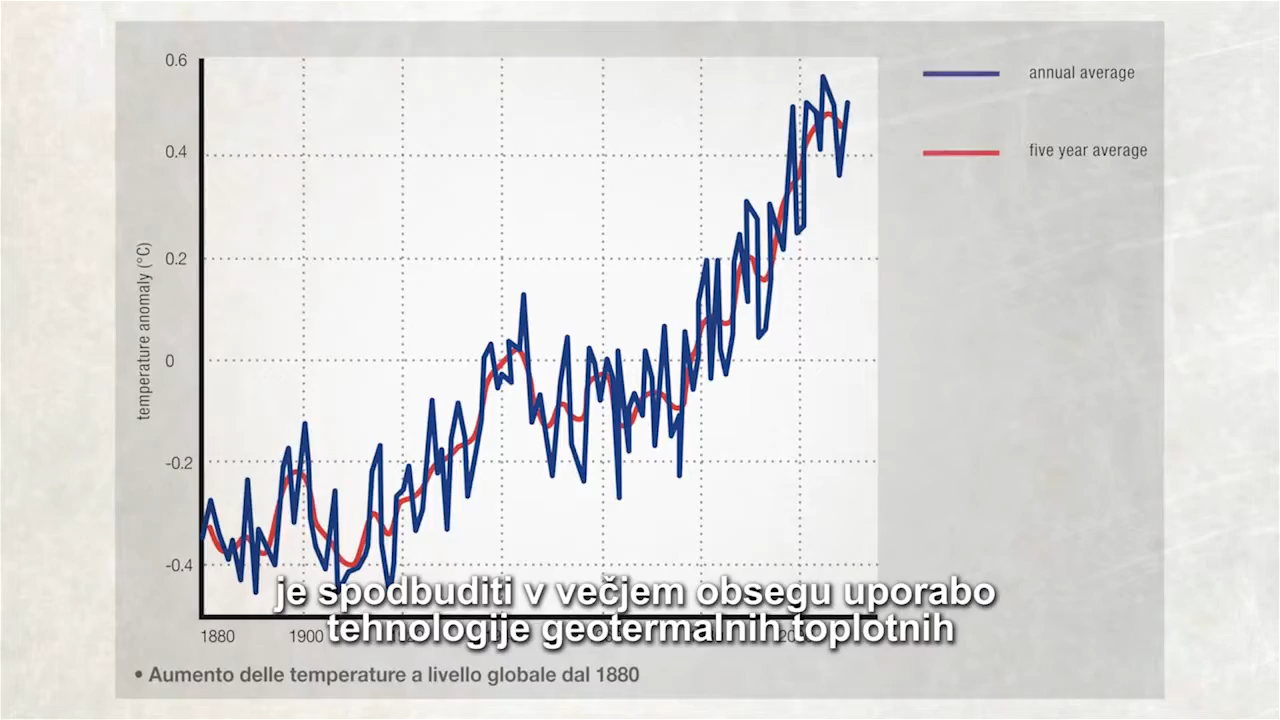 0.6
annual average
0.4
five year average
0.2
temperature anomaly (°C)
0
-0.2
-0.4
je spodbuditi v večjem obsegu uporabo
tehnologije geotermalnih toplotnih
1880
1900
• Aumento delle temperature a livello globale dal 1880